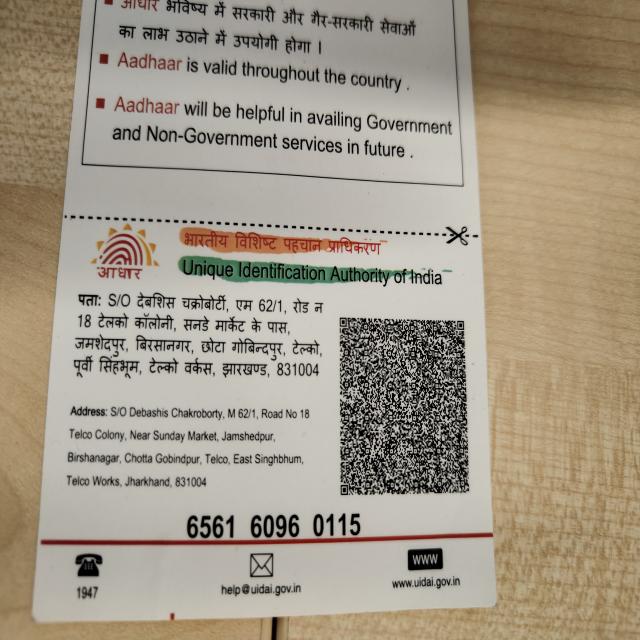 आधार भविष्य में सरकारी और गैर-सरकारी सेवाओं
का लाभ उठाने में उपयोगी होगा ।
Aadhaar is valid throughout the country .
Aadhaar will be helpful in availing Government
and Non-Government services in future .
भारतीय विशिष्ट पहचान प्राधिकरण
Unique Identification Authority of India
आधार
पता: S/O देबशिस चक्रोबोर्टी, एम 62/1, रोड न
18 टेलको कॉलोनी, सनडे मार्केट के पास,
जमशेदपुर, बिरसानगर, छोटा गोबिन्दपुर, टेल्को,
पूर्वी सिंहभूम, टेल्को वर्कस, झारखण्ड, 831004
Address: S/O Debashis Chakroborty, M 62/1, Road No 18
Telco Colony, Near Sunday Market, Jamshedpur,
Birshanagar, Chotta Gobindpur, Telco, East Singhbhum,
Telco Works, Jharkhand, 831004
6561 6096 0115
1947
help@uidai.gov.in
www
www.uidai.gov.in